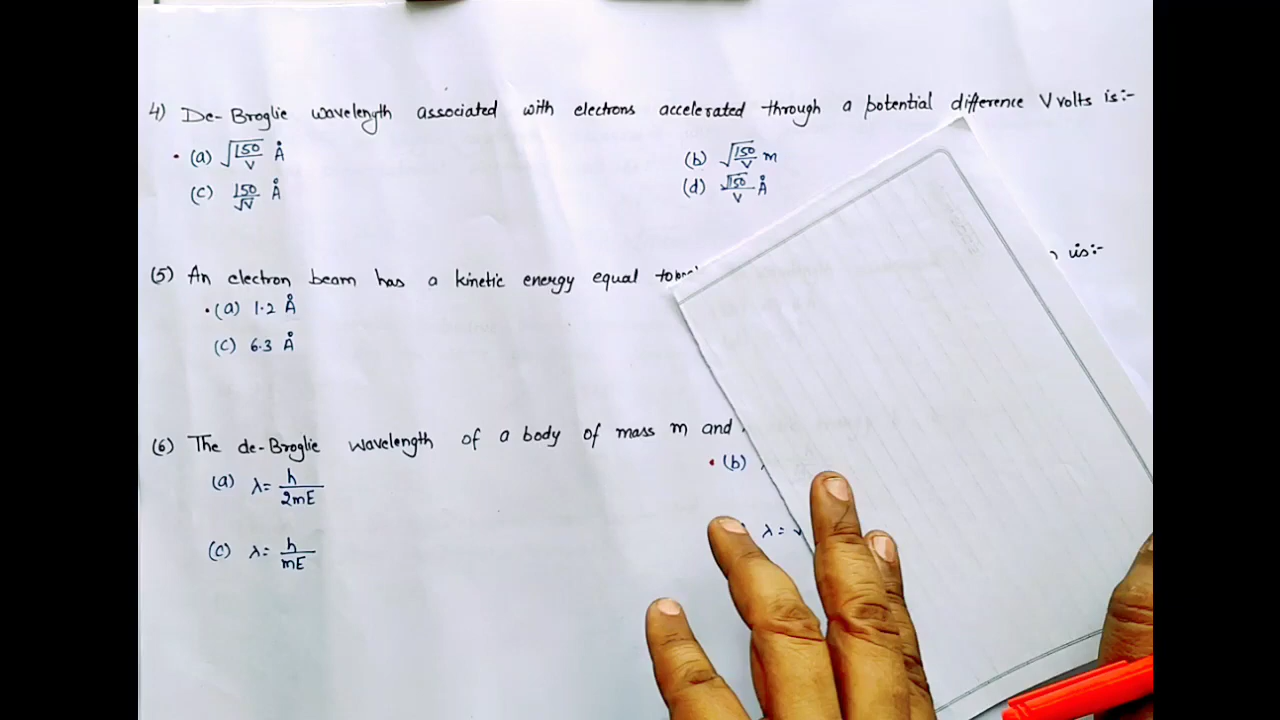 4) De-Broglie wavelength associated with electrons accelerated through a potential difference V volts is:-
(a) √150/V Å (b) √150/V m
(c) 150/√V Å (d) √150/V Å
(5) An electron beam has a kinetic energy equal to is:-
(a) 1.2 Å
(c) 6.3 Å
(6) The de-Broglie wavelength of a body of mass m and
(a) λ= h/2mE (b)
(c) λ= h/mE λ=